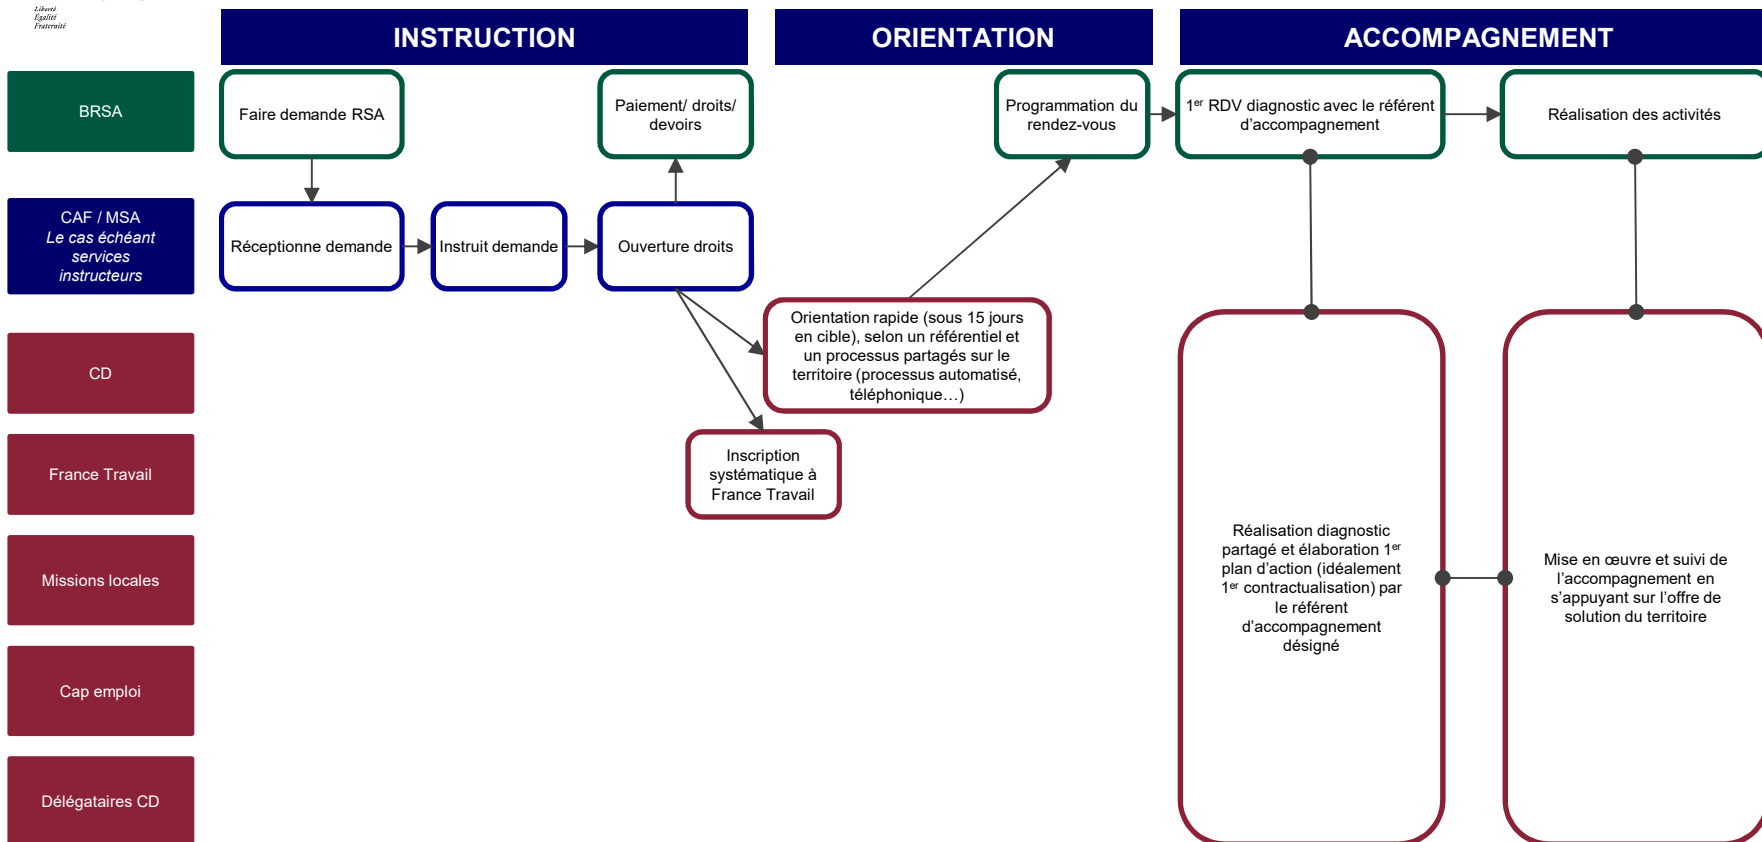 Liberté
Égalité
Fraternité
INSTRUCTION
ORIENTATION
ACCOMPAGNEMENT
BRSA
Faire demande RSA
Paiement/ droits/
devoirs
Programmation du
rendez-vous
1er RDV diagnostic avec le référent
d’accompagnement
Réalisation des activités
CAF / MSA
Le cas échéant
services
instructeurs
Réceptionne demande
Instruit demande
Ouverture droits
CD
Orientation rapide (sous 15 jours
en cible), selon un référentiel et
un processus partagés sur le
territoire (processus automatisé,
téléphonique…)
France Travail
Inscription
systématique à
France Travail
Missions locales
Réalisation diagnostic
partagé et élaboration 1er
plan d’action (idéalement
1er contractualisation) par
le référent
d’accompagnement
désigné
Mise en œuvre et suivi de
l’accompagnement en
s’appuyant sur l’offre de
solution du territoire
Cap emploi
Délégataires CD